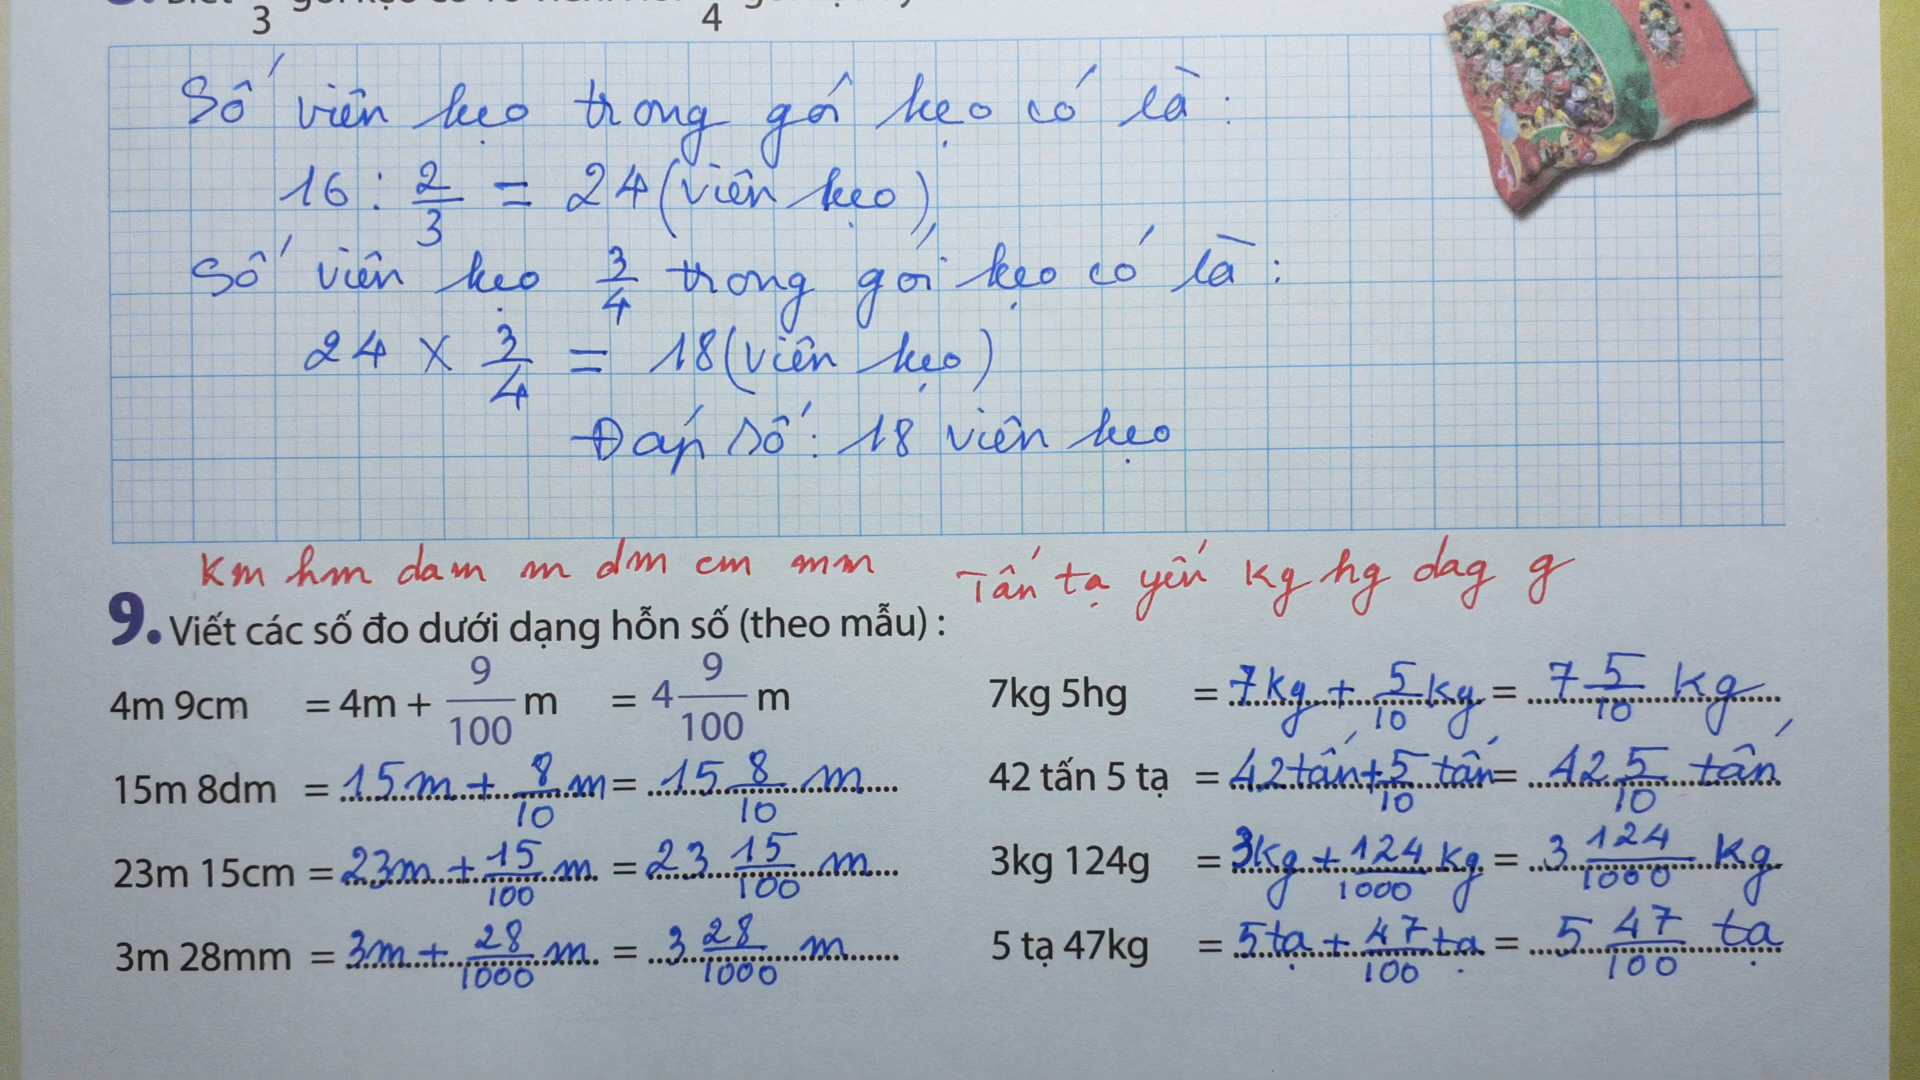 3 4
Số viên kẹo trong gói kẹo có là:
16 : 2/3 = 24 (viên kẹo)
Số viên kẹo 3/4 trong gói kẹo có là:
24 x 3/4 = 18 (viên kẹo)
Đáp số: 18 viên kẹo
Km hm dam m dm cm mm Tấn tạ yến Kg hg dag g
9. Viết các số đo dưới dạng hỗn số (theo mẫu) :
4m 9cm = 4m + 9/100 m = 4 9/100 m
15m 8dm = 15m + 8/10 m = 15 8/10 m
23m 15cm = 23m + 15/100 m = 23 15/100 m
3m 28mm = 3m + 28/1000 m = 3 28/1000 m
7kg 5hg = 7kg + 5/10 kg = 7 5/10 kg
42 tấn 5 tạ = 42 tấn + 5/10 tấn = 42 5/10 tấn
3kg 124g = 3kg + 124/1000 kg = 3 124/1000 kg
5 tạ 47kg = 5 tạ + 47/100 tạ = 5 47/100 tạ